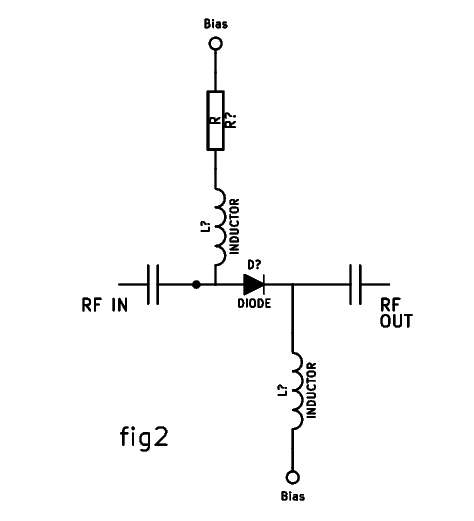 Bias
R
R?
L?
INDUCTOR
D?
DIODE
RF IN
RF
OUT
L?
INDUCTOR
fig2
Bias